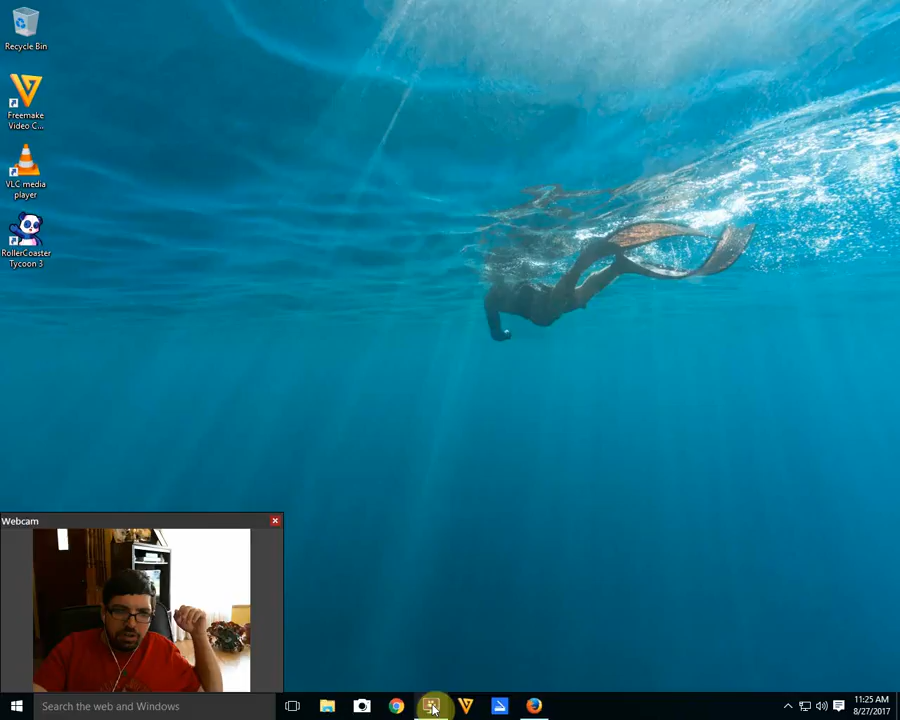 Recycle Bin
Freemake
Video C...
VLC media
player
RollerCoaster
Tycoon 3
Webcam
Search the web and Windows
11:25 AM
8/27/2017